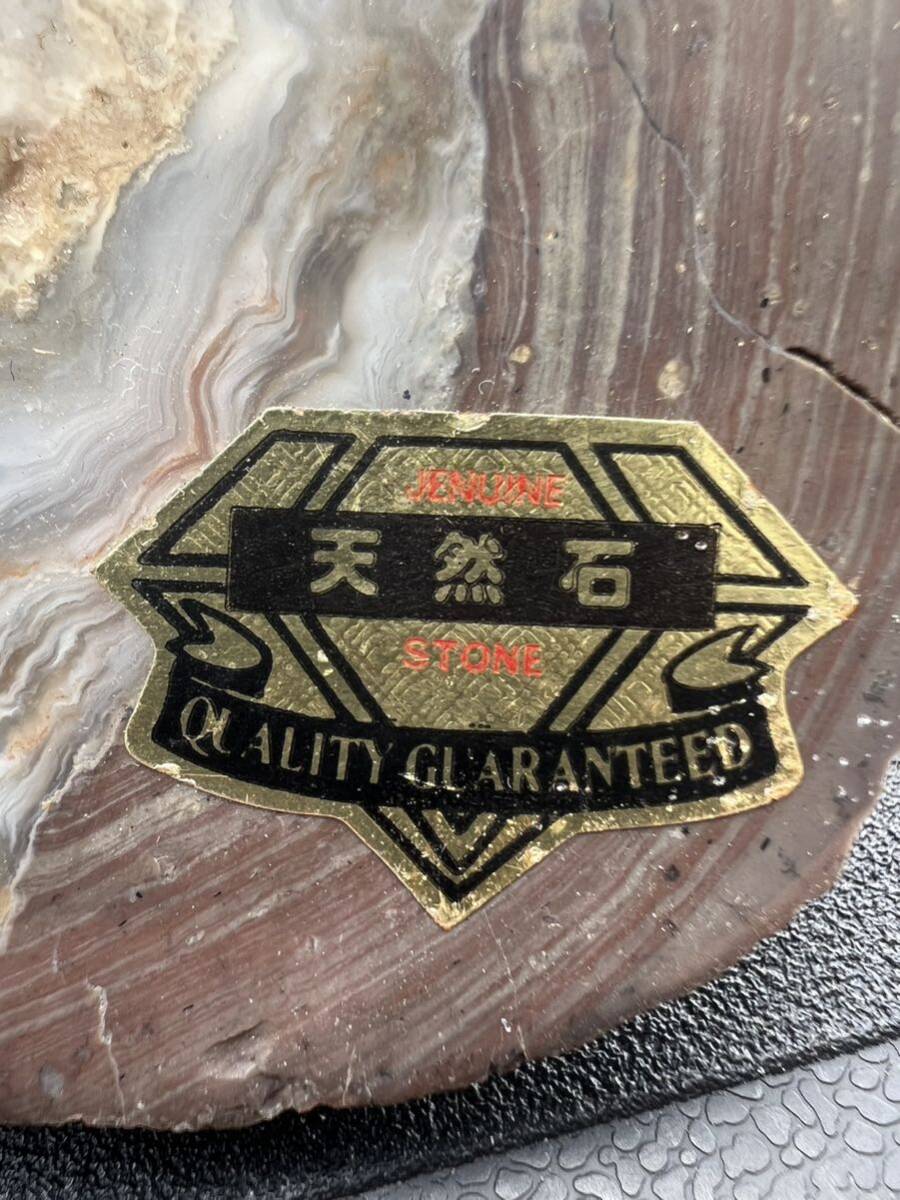 JENUINE
天然石
STONE
QUALITY GUARANTEED